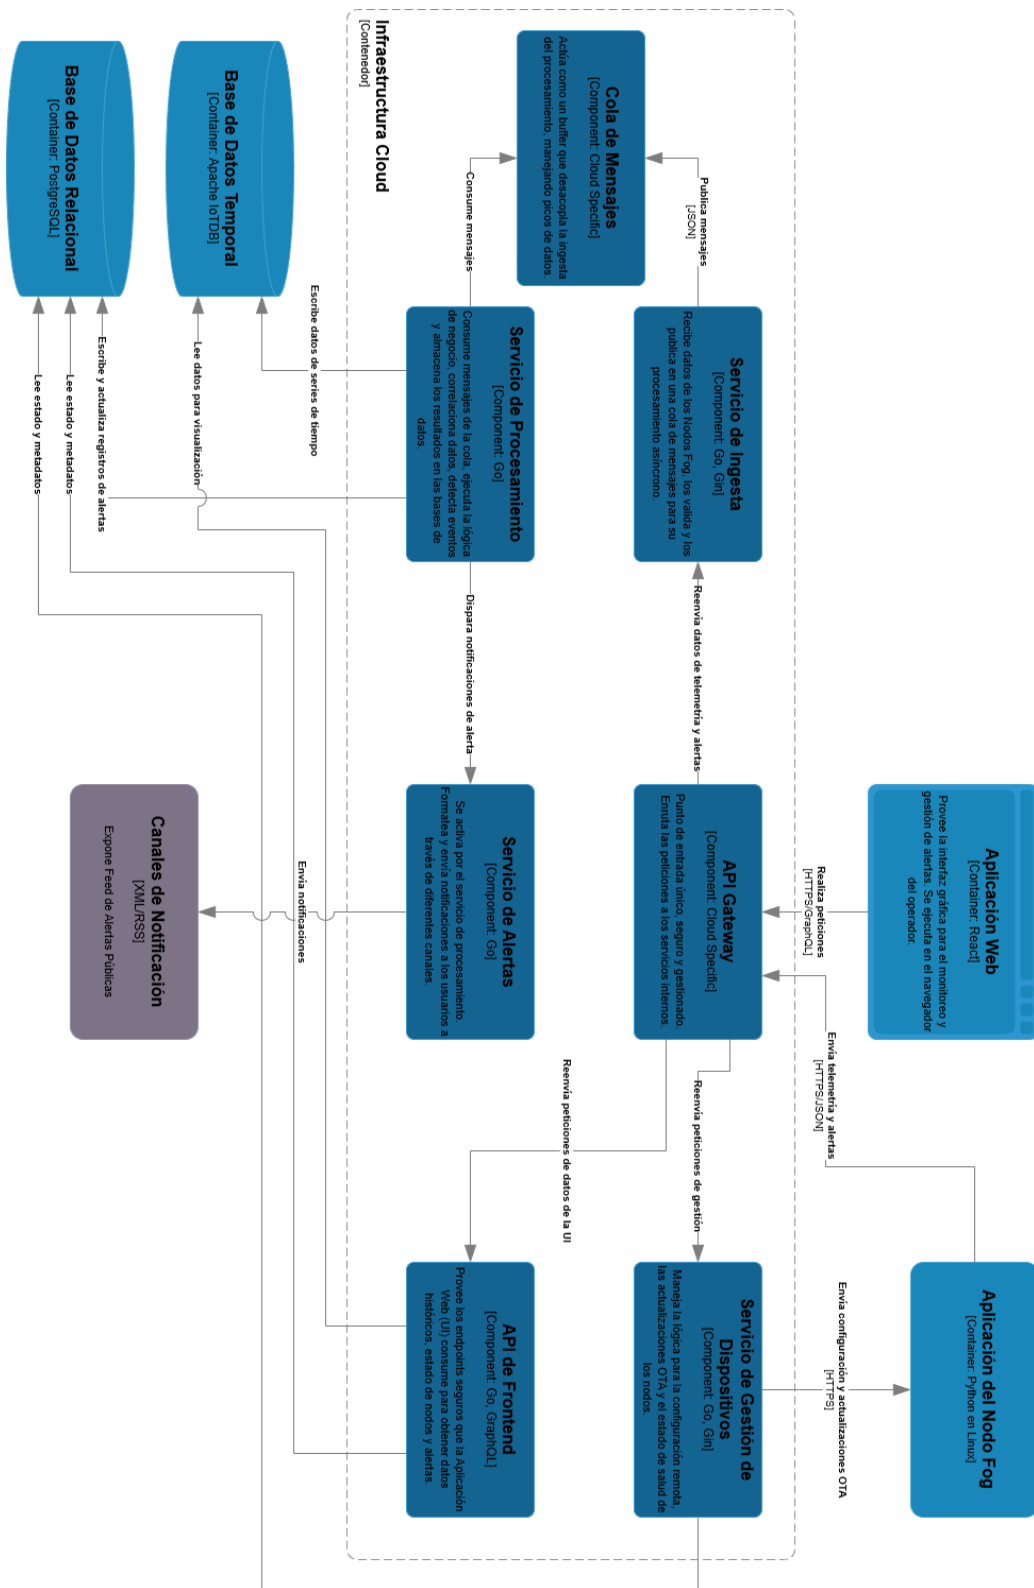 Aplicación Web
[Container: React]
Provee la interfaz gráfica para el monitoreo y
gestión de alertas. Se ejecuta en el navegador
del operador.
Aplicación del Nodo Fog
[Container: Python en Linux]
Realiza peticiones
[HTTPS/GraphQL]
Envía telemetría y alertas
[HTTPS/JSON]
Envía configuración y actualizaciones OTA
[HTTPS]
Servicio de Ingesta
[Component: Go, Gin]
Recibe datos de los Nodos Fog, los valida y los
publica en una cola de mensajes para su
procesamiento asíncrono.
Reenvía datos de telemetría y alertas
API Gateway
[Component: Cloud Specific]
Punto de entrada único, seguro y gestionado.
Enruta las peticiones a los servicios internos.
Reenvía peticiones de gestión
Servicio de Gestión de
Dispositivos
[Component: Go, Gin]
Maneja la lógica para la configuración remota,
las actualizaciones OTA y el estado de salud de
los nodos.
Publica mensajes
[JSON]
Cola de Mensajes
[Component: Cloud Specific]
Actúa como un buffer que desacopla la ingesta
del procesamiento, manejando picos de datos.
Reenvía peticiones de datos de la UI
Consume mensajes
Servicio de Procesamiento
[Component: Go]
Consume mensajes de la cola, ejecuta la lógica
de negocio, correlaciona datos, detecta eventos
y almacena los resultados en las bases de
datos.
Dispara notificaciones de alerta
Servicio de Alertas
[Component: Go]
Se activa por el servicio de procesamiento.
Formatea y envía notificaciones a los usuarios a
través de diferentes canales.
API de Frontend
[Component: Go, GraphQL]
Provee los endpoints seguros que la Aplicación
Web (UI) consume para obtener datos
históricos, estado de nodos y alertas.
Infraestructura Cloud
[Contenedor]
Escribe datos de series de tiempo
Envía notificaciones
Base de Datos Temporal
[Container: Apache IoTDB]
Lee datos para visualización
Canales de Notificación
[XML/RSS]
Expone Feed de Alertas Públicas
Base de Datos Relacional
[Container: PostgreSQL]
Escribe y actualiza registros de alertas
Lee estado y metadatos
Lee estado y metadatos